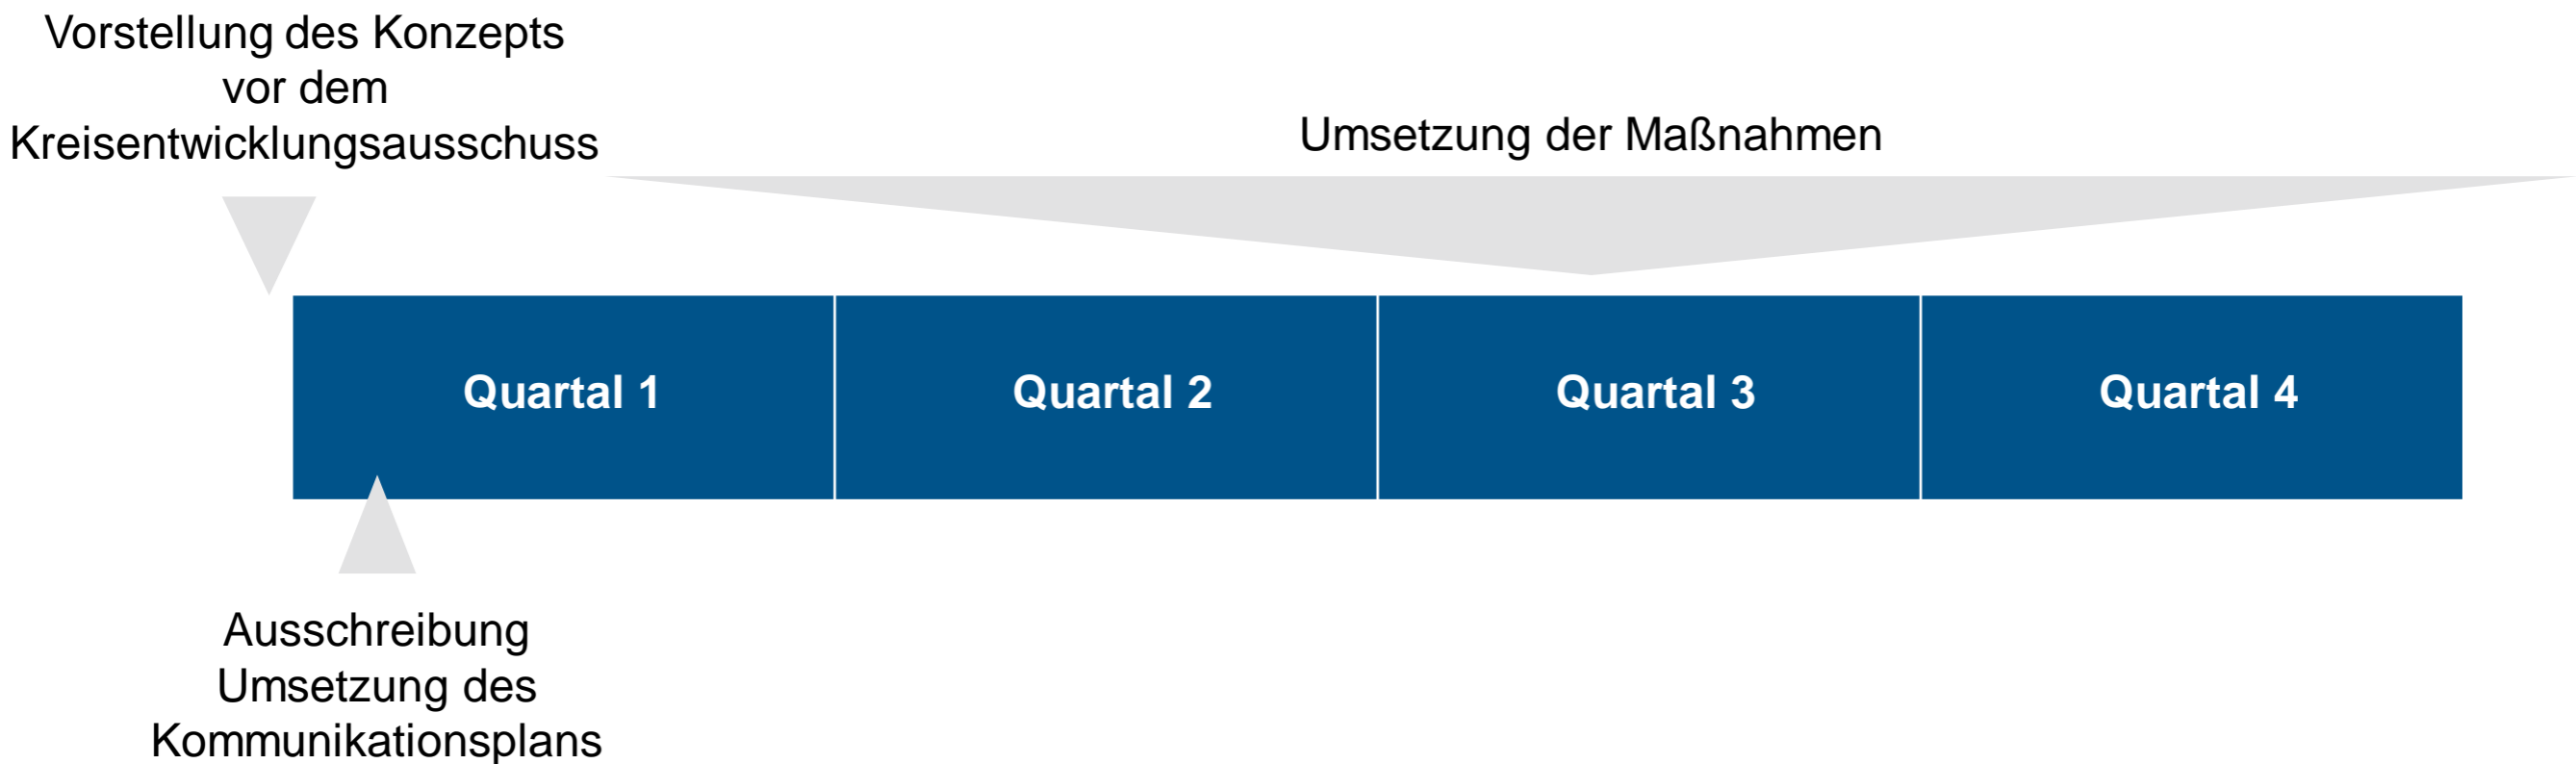 Vorstellung des Konzepts
vor dem
Kreisentwicklungsausschuss
Umsetzung der Maßnahmen
Quartal 1
Quartal 2
Quartal 3
Quartal 4
Ausschreibung
Umsetzung des
Kommunikationsplans